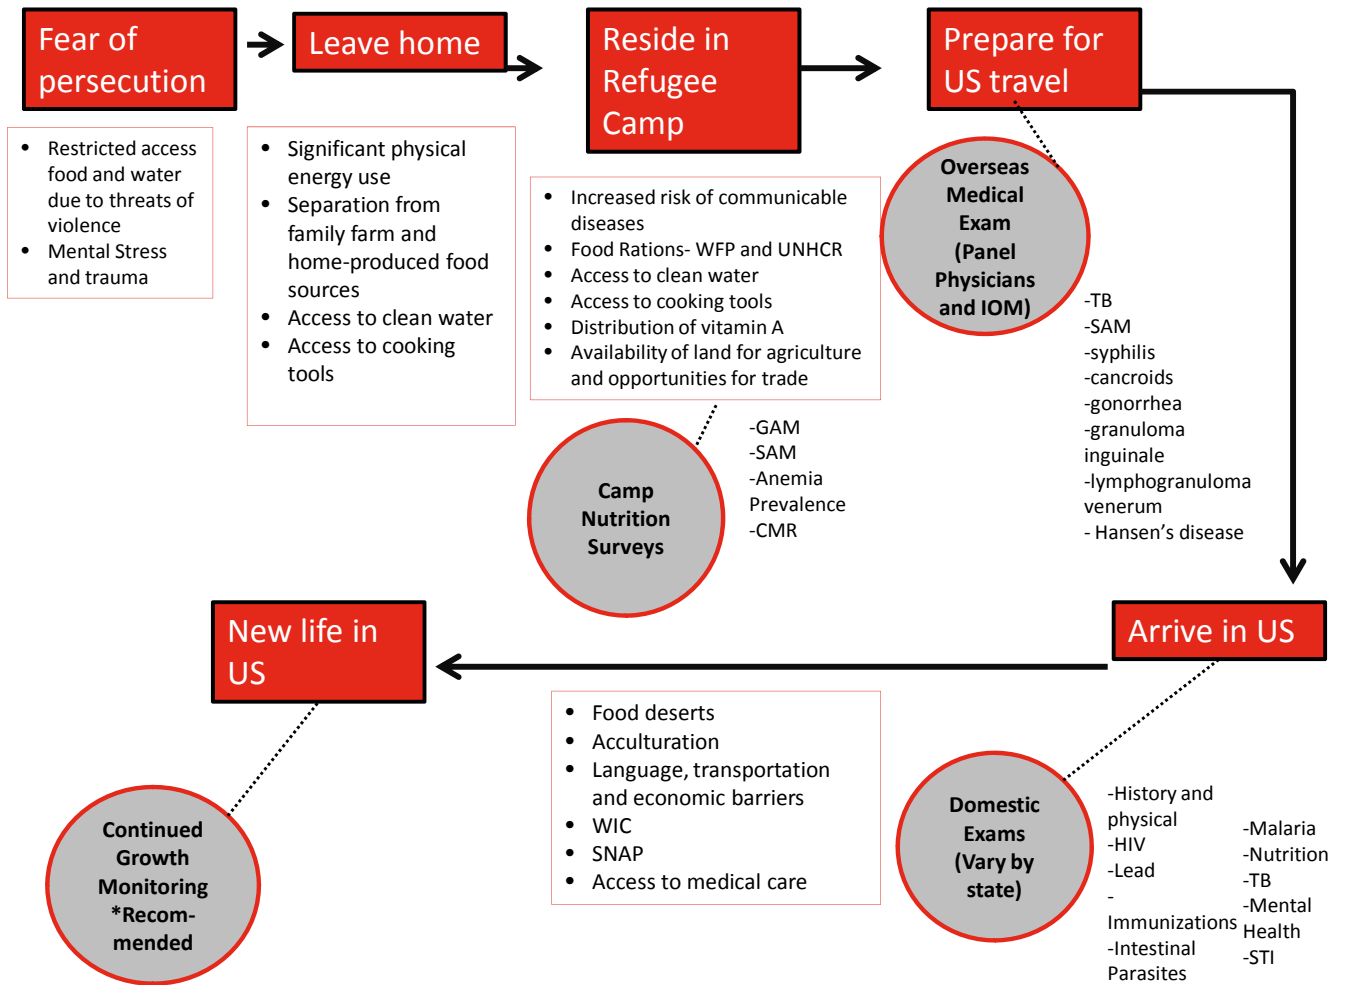 Fear of
persecution
Leave home
Reside in
Refugee
Camp
Prepare for
US travel
• Restricted access
food and water
due to threats of
violence
• Mental Stress
and trauma
• Significant physical
energy use
• Separation from
family farm and
home-produced food
sources
• Access to clean water
• Access to cooking
tools
• Increased risk of communicable
diseases
• Food Rations- WFP and UNHCR
• Access to clean water
• Access to cooking tools
• Distribution of vitamin A
• Availability of land for agriculture
and opportunities for trade
Overseas
Medical
Exam
(Panel
Physicians
and IOM)
-TB
-SAM
-syphilis
-cancroids
-gonorrhea
-granuloma
inguinale
-lymphogranuloma
venerum
- Hansen’s disease
Camp
Nutrition
Surveys
-GAM
-SAM
-Anemia
Prevalence
-CMR
Arrive in US
New life in
US
• Food deserts
• Acculturation
• Language, transportation
and economic barriers
• WIC
• SNAP
• Access to medical care
Domestic
Exams
(Vary by
state)
-History and
physical
-HIV
-Lead
-
Immunizations
-Intestinal
Parasites
-Malaria
-Nutrition
-TB
-Mental
Health
-STI
Continued
Growth
Monitoring
*Recom-
mended